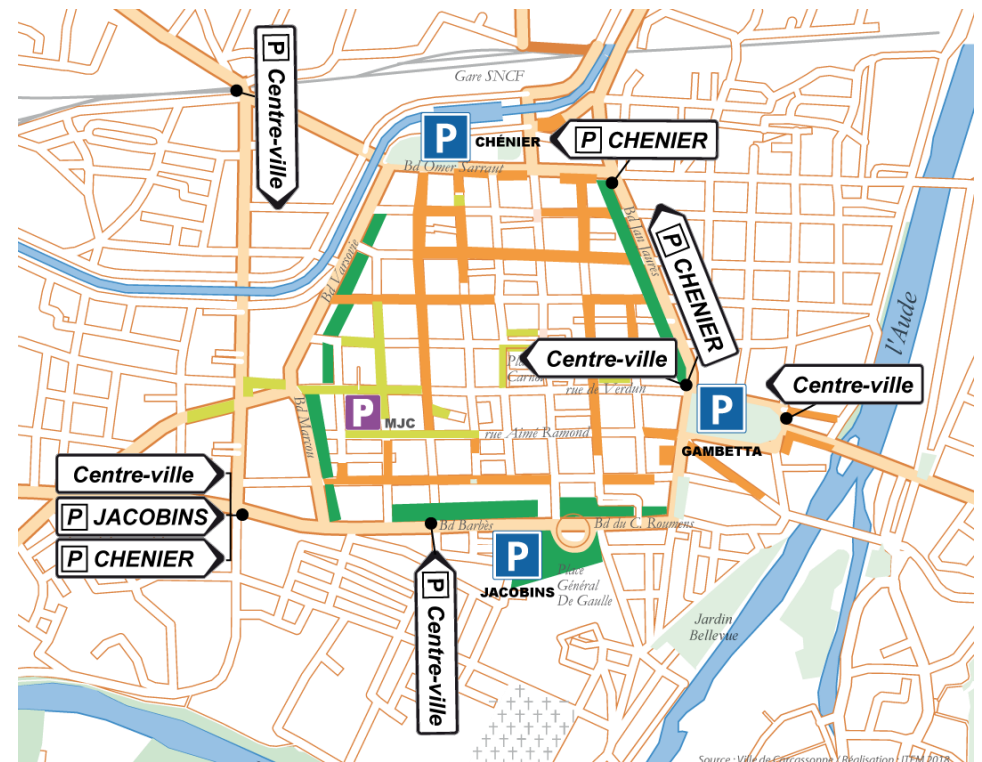 P Centre-ville
Gare SNCF
P
CHÉNIER
P CHENIER
Bd Omer Sarraut
Bd Jan Jaurès
P CHENIER
Bd Varsovie
l'Aude
Centre-ville
Carnot
rue de Verdun
Centre-ville
P
MJC
P
GAMBETTA
Bd Marcou
rue Aimé Ramond
Centre-ville
P JACOBINS
P CHENIER
Bd Barbès
Bd du C. Roumens
P
JACOBINS
Place
Général
De Gaulle
P Centre-ville
Jardin
Bellevue
Source : Ville de Carcassonne / Réalisation : ITEM 2018